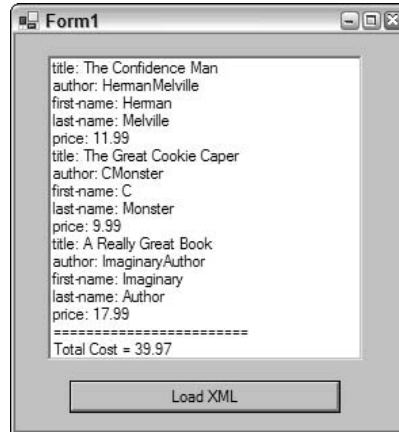 Form1
title: The Confidence Man
author: HermanMelville
first-name: Herman
last-name: Melville
price: 11.99
title: The Great Cookie Caper
author: CMonster
first-name: C
last-name: Monster
price: 9.99
title: A Really Great Book
author: ImaginaryAuthor
first-name: Imaginary
last-name: Author
price: 17.99
========================
Total Cost = 39.97
Load XML